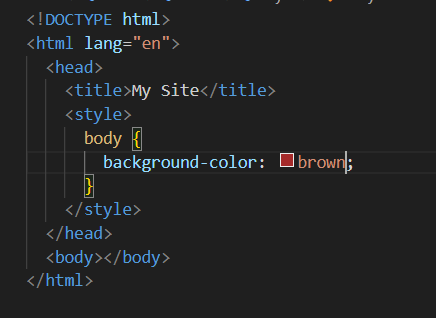 <!DOCTYPE html>
<html lang="en">
<head>
<title>My Site</title>
<style>
body {
background-color: brown;
}
</style>
</head>
<body></body>
</html>